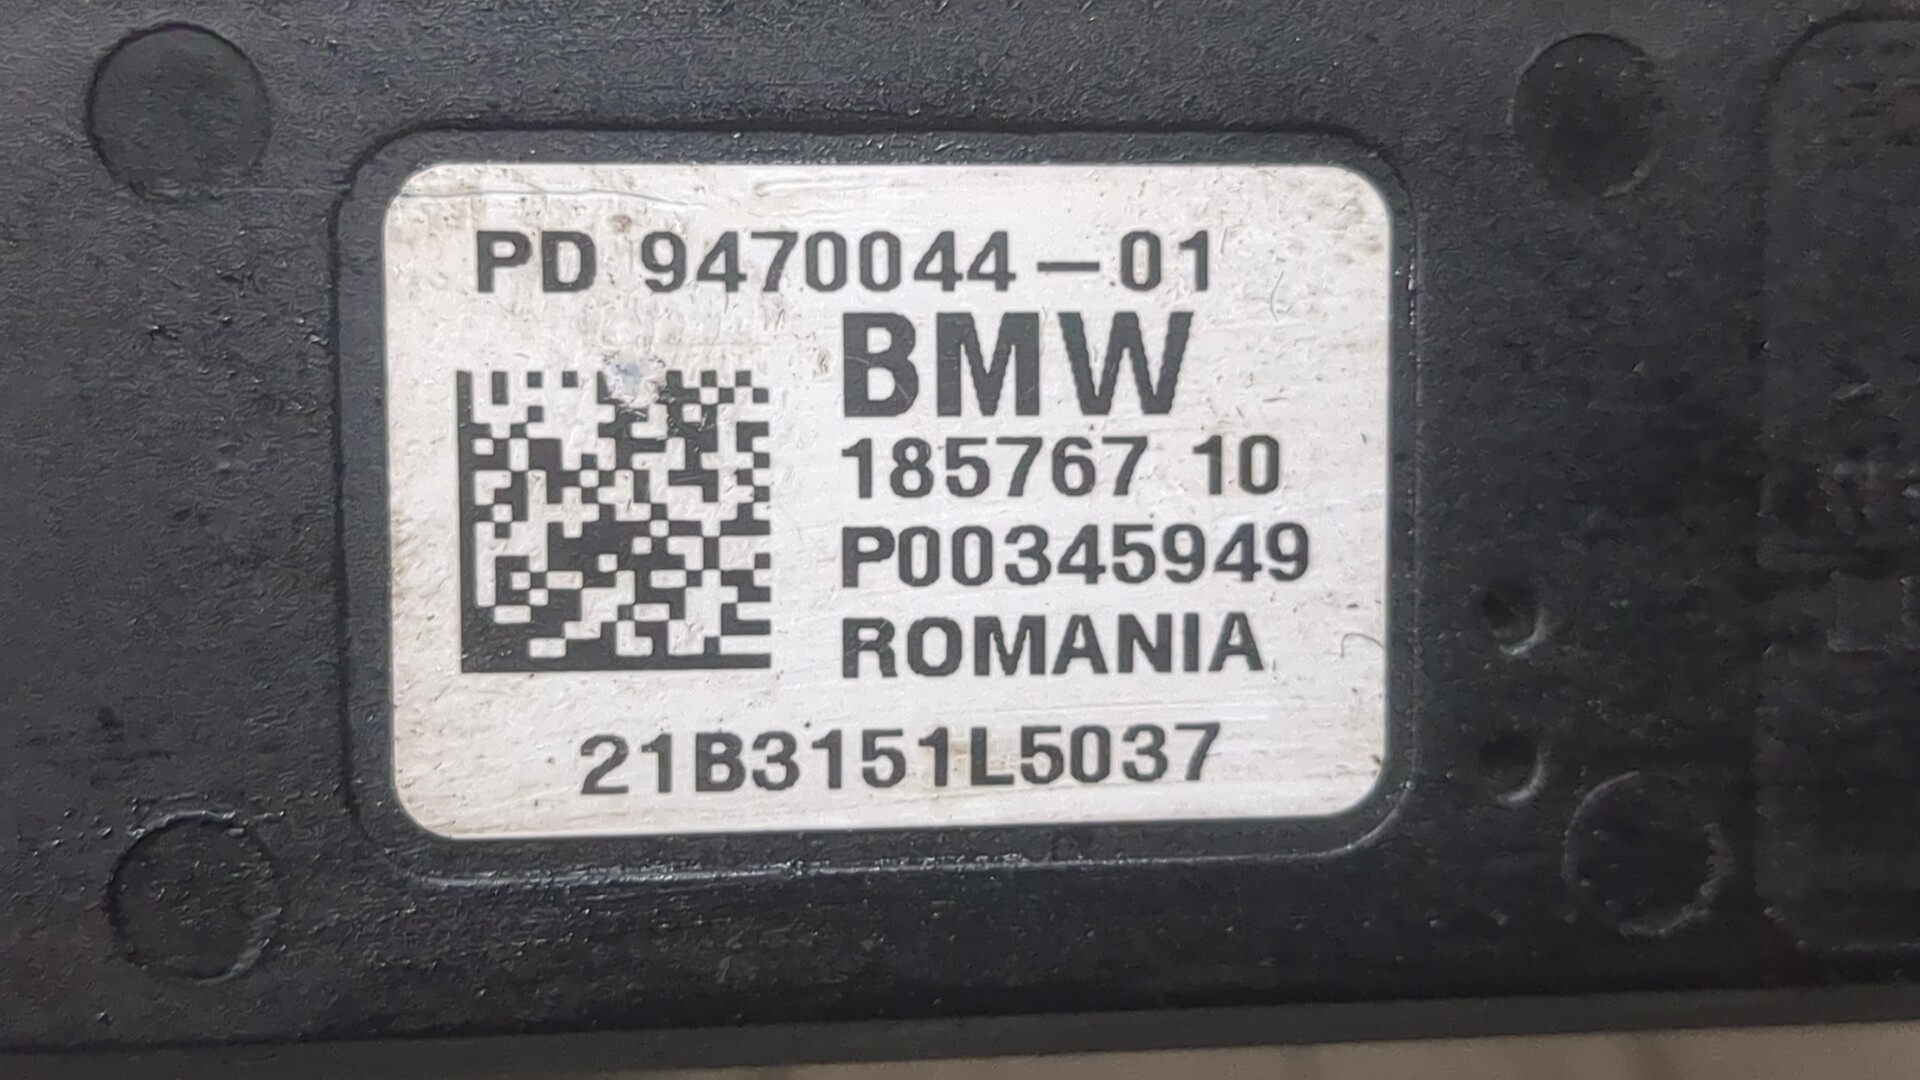 PD 9470044-01
BMW
185767 10
P00345949
ROMANIA
21B3151L5037